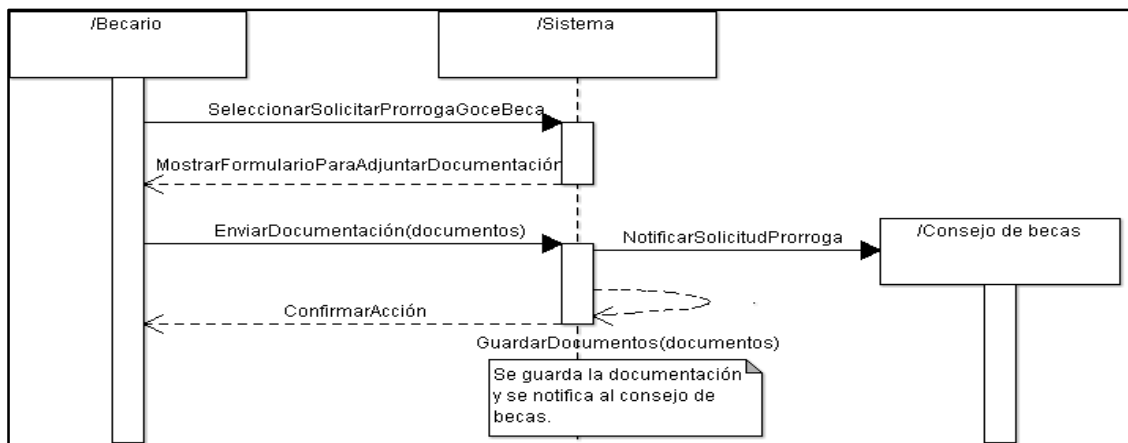 /Becario
/Sistema
SeleccionarSolicitarProrrogaGoceBeca
MostrarFormularioParaAdjuntarDocumentación
EnviarDocumentación(documentos)
NotificarSolicitudProrroga
/Consejo de becas
ConfirmarAcción
GuardarDocumentos(documentos)
Se guarda la documentación
y se notifica al consejo de
becas.